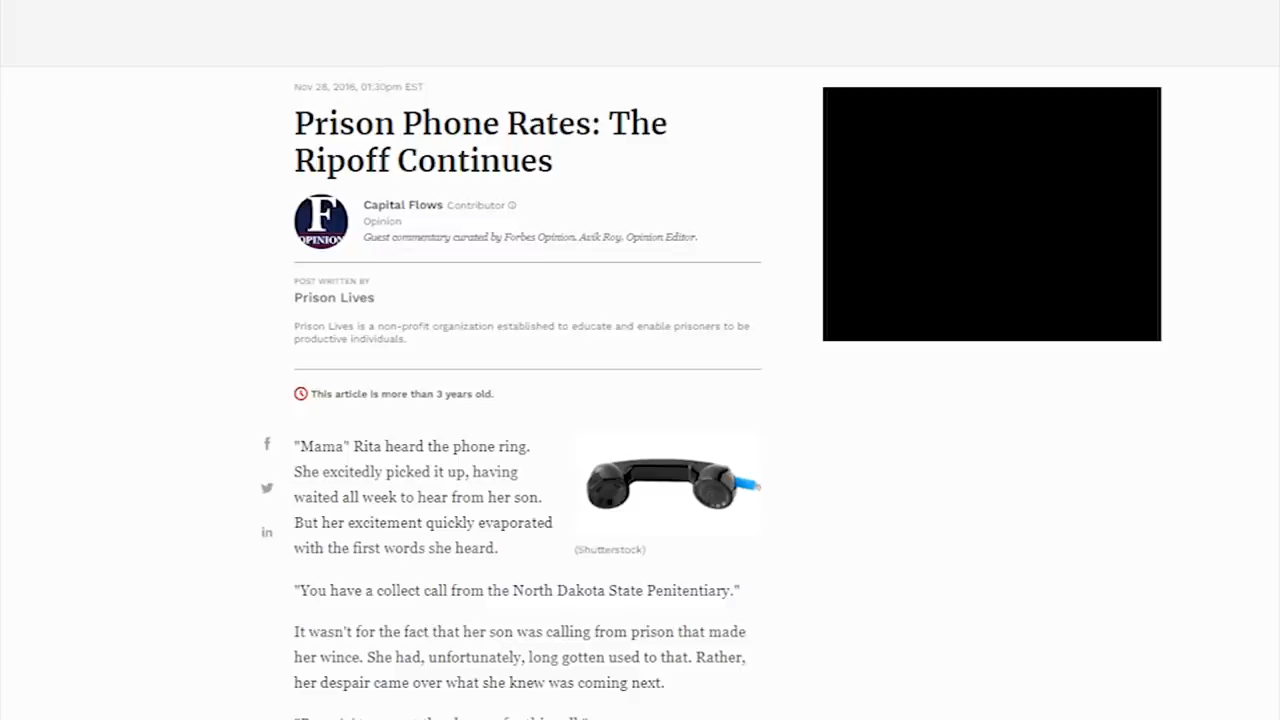 Nov 28, 2016, 01:30pm EST
Prison Phone Rates: The
Ripoff Continues
F
OPINION
Capital Flows Contributor
Opinion
Guest commentary curated by Forbes Opinion. Avik Roy, Opinion Editor.
POST WRITTEN BY
Prison Lives
Prison Lives is a non-profit organization established to educate and enable prisoners to be
productive individuals.
This article is more than 3 years old.
"Mama" Rita heard the phone ring.
She excitedly picked it up, having
waited all week to hear from her son.
But her excitement quickly evaporated
with the first words she heard.
(Shutterstock)
"You have a collect call from the North Dakota State Penitentiary."
It wasn't for the fact that her son was calling from prison that made
her wince. She had, unfortunately, long gotten used to that. Rather,
her despair came over what she knew was coming next.